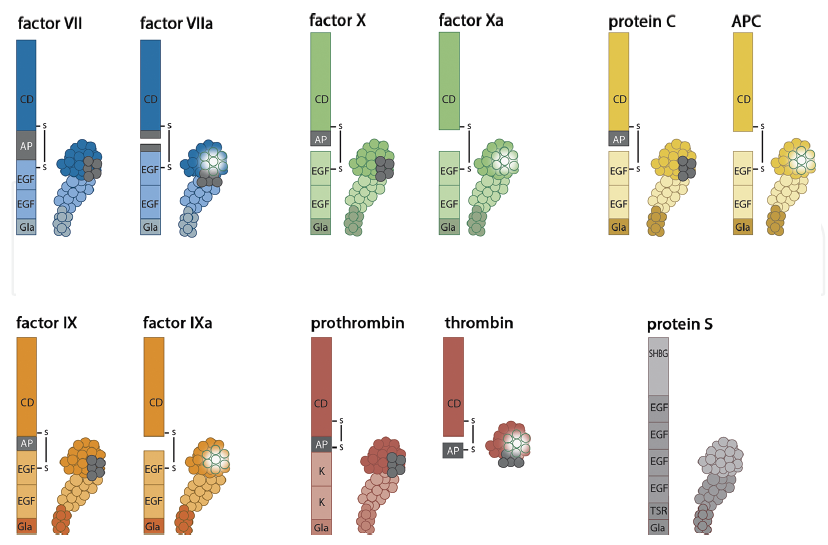 factor VII
factor VIIa
factor X
factor Xa
protein C
APC
CD
CD
CD
CD
CD
CD
s
s
s
s
s
s
AP
AP
AP
s
s
s
s
s
s
EGF
EGF
EGF
EGF
EGF
EGF
EGF
EGF
EGF
EGF
EGF
EGF
Gla
Gla
Gla
Gla
Gla
Gla
factor IX
factor IXa
prothrombin
thrombin
protein S
SHBG
CD
CD
CD
CD
EGF
s
s
s
s
EGF
AP
AP
AP
s
s
s
s
EGF
EGF
K
EGF
EGF
EGF
K
EGF
TSR
Gla
Gla
Gla
Gla